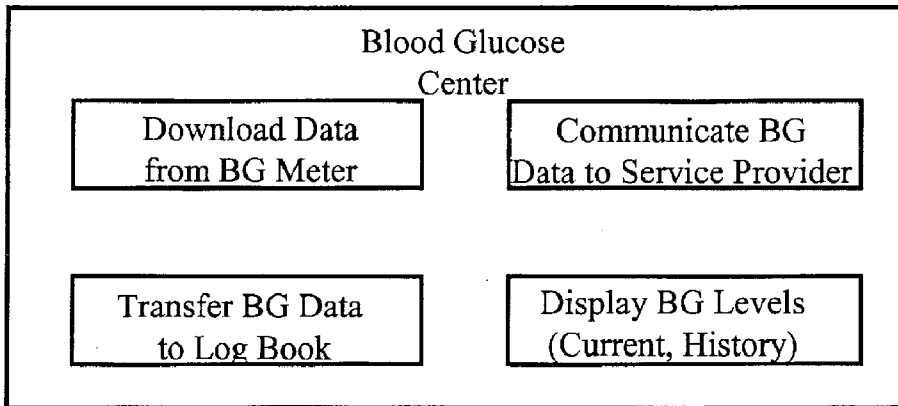 Blood Glucose
Center
Download Data
from BG Meter
Communicate BG
Data to Service Provider
Transfer BG Data
to Log Book
Display BG Levels
(Current, History)